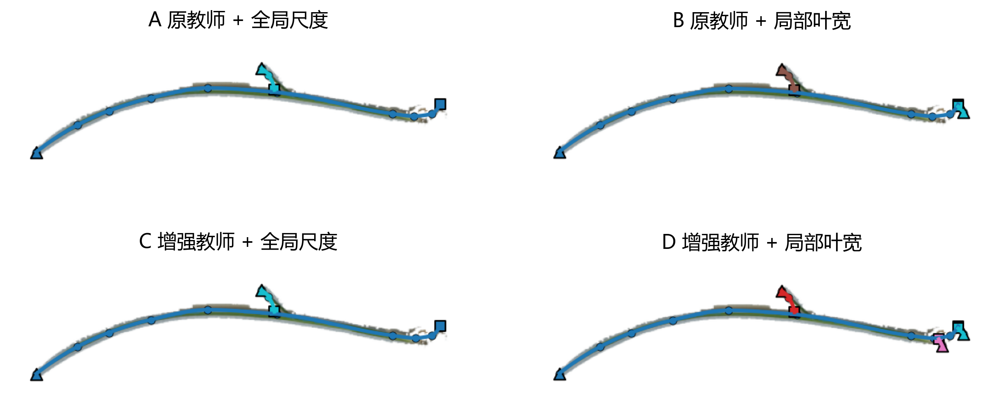 A 原教师 + 全局尺度
B 原教师 + 局部叶宽
C 增强教师 + 全局尺度
D 增强教师 + 局部叶宽